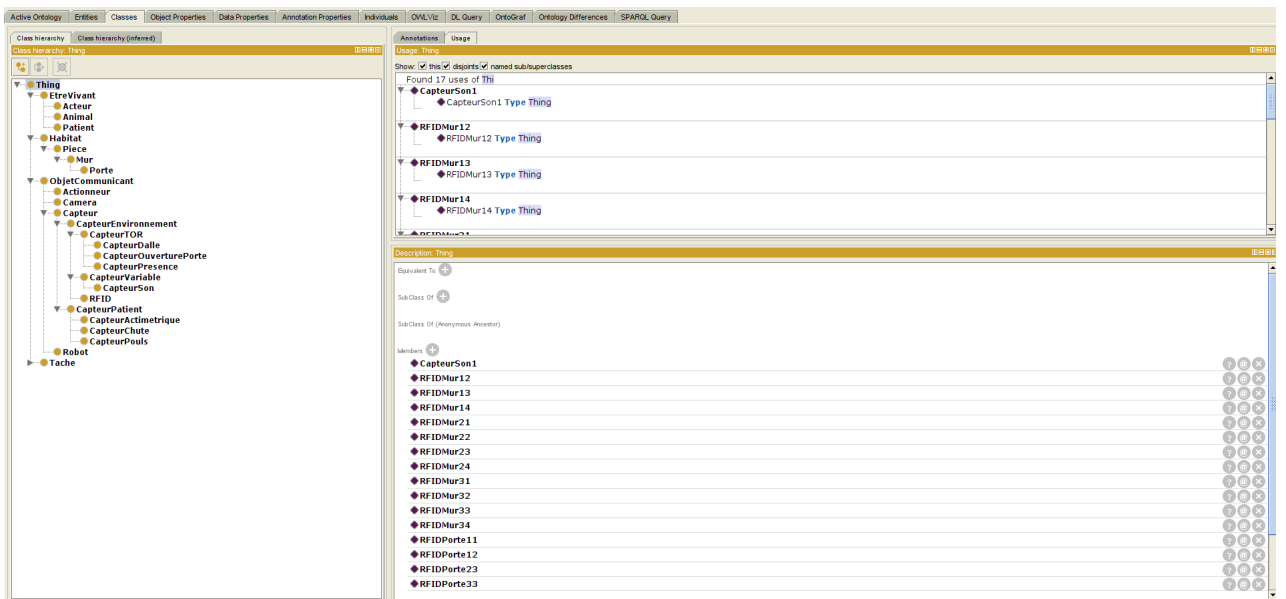 Active Ontology Entities Classes Object Properties Data Properties Annotation Properties Individuals OWLViz DL Query OntoGraf Ontology Differences SPARQL Query
Class hierarchy Class hierarchy (inferred)
Class hierarchy: Thing
Thing
EtreVivant
Acteur
Animal
Patient
Habitat
Piece
Mur
Porte
ObjetCommunicant
Actionneur
Camera
Capteur
CapteurEnvironnement
CapteurTOR
CapteurDalle
CapteurOuverturePorte
CapteurPresence
CapteurVariable
CapteurSon
RFID
CapteurPatient
CapteurActimetrique
CapteurChute
CapteurPouls
Robot
Tache
Annotations Usage
Usage: Thing
Show: this disjoints named sub/superclasses
Found 17 uses of Thi
CapteurSon1
CapteurSon1 Type Thing
RFIDMur12
RFIDMur12 Type Thing
RFIDMur13
RFIDMur13 Type Thing
RFIDMur14
RFIDMur14 Type Thing
RFIDMur21
Description: Thing
Equivalent To
SubClass Of
SubClass Of (Anonymous Ancestor)
Members
CapteurSon1
RFIDMur12
RFIDMur13
RFIDMur14
RFIDMur21
RFIDMur22
RFIDMur23
RFIDMur24
RFIDMur31
RFIDMur32
RFIDMur33
RFIDMur34
RFIDPorte11
RFIDPorte12
RFIDPorte23
RFIDPorte33